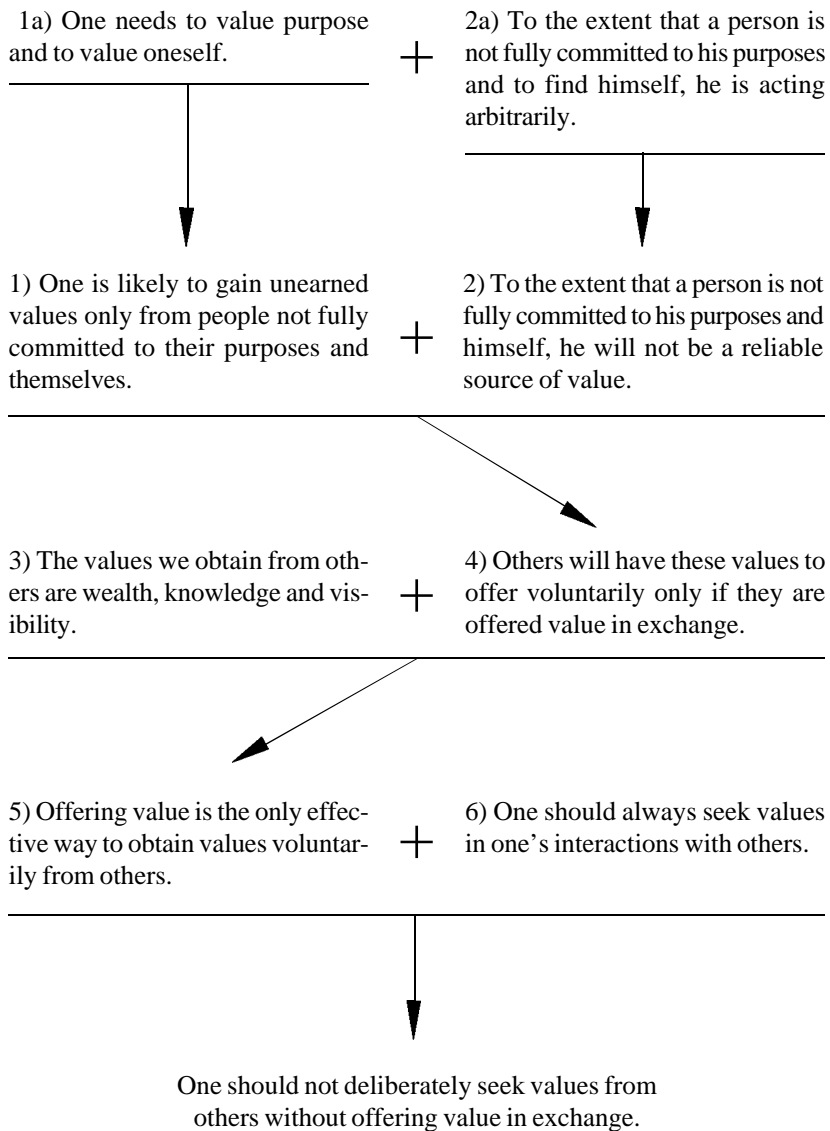 1a) One needs to value purpose
and to value oneself.
+
2a) To the extent that a person is
not fully committed to his purposes
and to find himself, he is acting
arbitrarily.
1) One is likely to gain unearned
values only from people not fully
committed to their purposes and
themselves.
+
2) To the extent that a person is not
fully committed to his purposes and
himself, he will not be a reliable
source of value.
3) The values we obtain from oth-
ers are wealth, knowledge and vis-
ibility.
+
4) Others will have these values to
offer voluntarily only if they are
offered value in exchange.
5) Offering value is the only effec-
tive way to obtain values voluntar-
ily from others.
+
6) One should always seek values
in one’s interactions with others.
One should not deliberately seek values from
others without offering value in exchange.